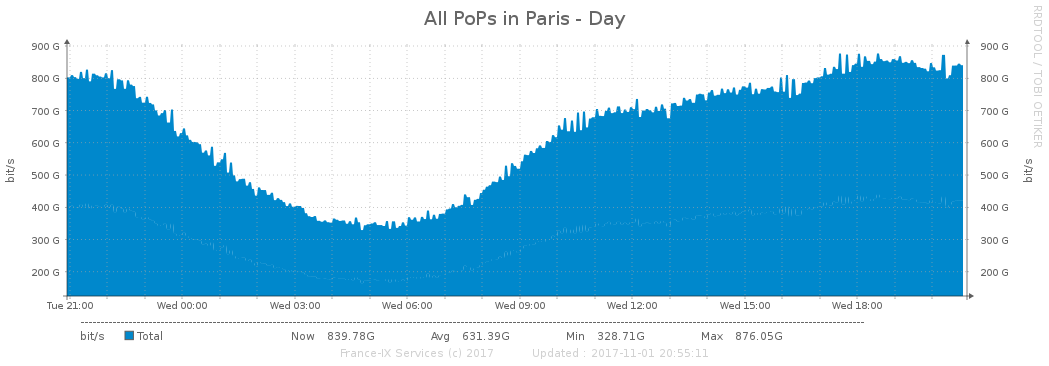 All PoPs in Paris - Day
RRDTOOL / TOBI OETIKER
bit/s
900 G
800 G
700 G
600 G
500 G
400 G
300 G
200 G
900 G
800 G
700 G
600 G
500 G
400 G
300 G
200 G
bit/s
Tue 21:00 Wed 00:00 Wed 03:00 Wed 06:00 Wed 09:00 Wed 12:00 Wed 15:00 Wed 18:00
bit/s Total Now 839.78G Avg 631.39G Min 328.71G Max 876.05G
France-IX Services (c) 2017 Updated : 2017-11-01 20:55:11